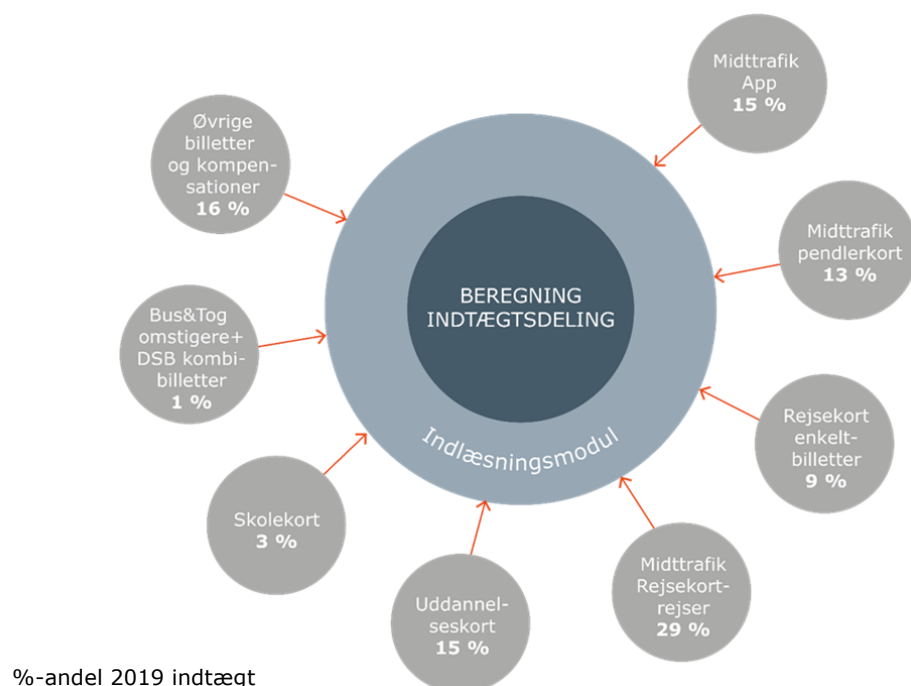 Midttrafik
App
15 %
Øvrige
billetter
og kompen-
sationer
16 %
Midttrafik
pendlerkort
13 %
BEREGNING
INDTÆGTSDELING
Bus&Tog
omstigere+
DSB kombi-
billetter
1 %
Rejsekort
enkelt-
billetter
9 %
Indlæsningsmodul
Skolekort
3 %
Midttrafik
Rejsekort-
rejser
29 %
Uddannel-
seskort
15 %
%-andel 2019 indtægt